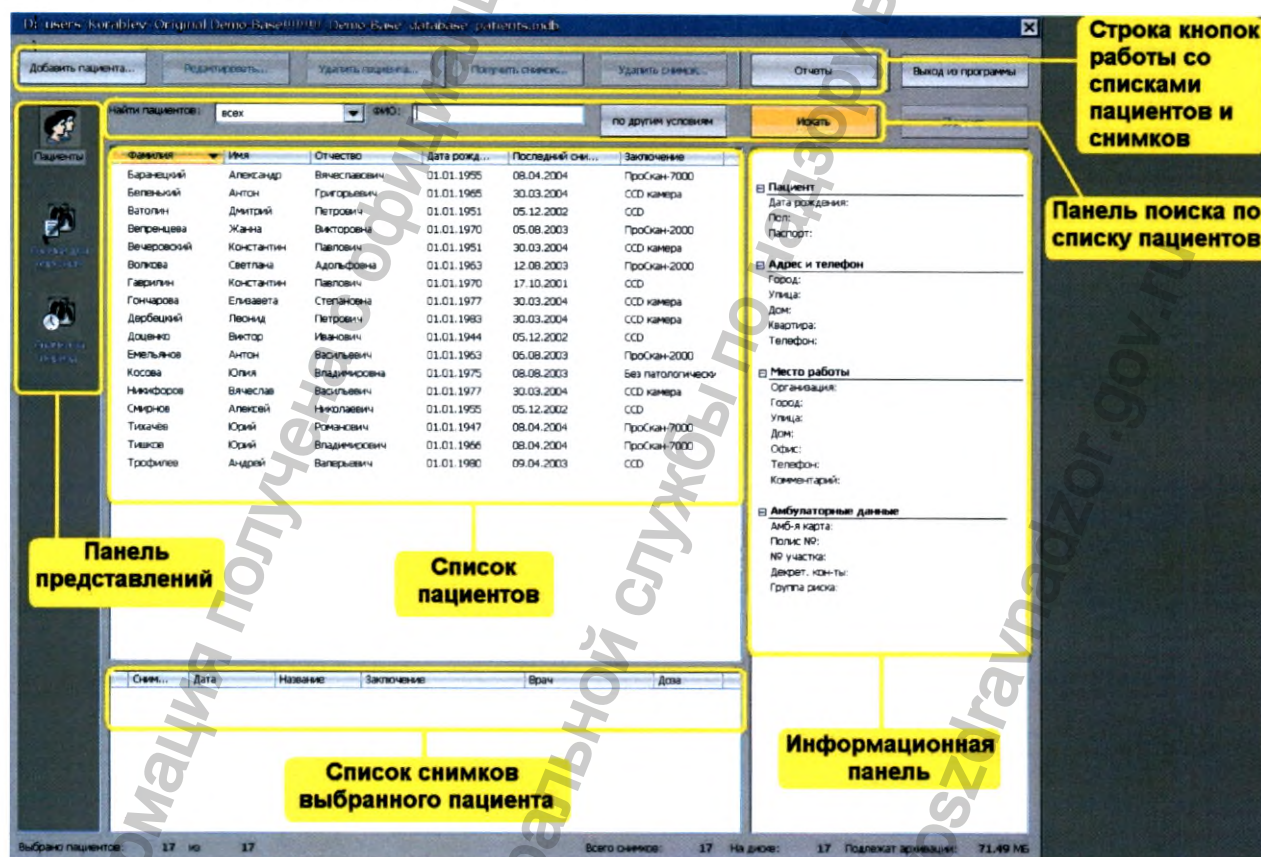 D: users Korablev Original Demo-Base!!!!!!! Demo-Base database patients.mdb
Строка кнопок
работы со
списками
пациентов и
снимков
Добавить пациента...
Редактировать...
Удалить пациента...
Получить снимок...
Удалить снимок...
Отчеты
Выход из программы
Найти пациентов:
всех
ФИО:
по другим условиям
Искать
Пациенты
Панель поиска по
списку пациентов
Фамилия Имя Отчество Дата рожд... Последний сни... Заключение
Баранецкий Александр Вячеславович 01.01.1955 08.04.2004 ПроСкан-7000
Беленький Антон Григорьевич 01.01.1965 30.03.2004 CCD камера
Ватолин Дмитрий Петрович 01.01.1951 05.12.2002 CCD
Вепренцева Жанна Викторовна 01.01.1970 05.08.2003 ПроСкан-2000
Вечеровский Константин Павлович 01.01.1951 30.03.2004 CCD камера
Волкова Светлана Адольфовна 01.01.1963 12.08.2003 ПроСкан-2000
Гаврилин Константин Павлович 01.01.1970 17.10.2001 CCD
Гончарова Елизавета Степановна 01.01.1977 30.03.2004 CCD камера
Дербецкий Леонид Петрович 01.01.1983 30.03.2004 CCD камера
Доценко Виктор Иванович 01.01.1944 05.12.2002 CCD
Емельянов Антон Васильевич 01.01.1963 06.08.2003 ПроСкан-2000
Косова Юлия Владимировна 01.01.1975 08.08.2003 Без патологически
Никифоров Вячеслав Васильевич 01.01.1977 30.03.2004 CCD камера
Смирнов Алексей Николаевич 01.01.1955 05.12.2002 CCD
Тихачёв Юрий Романович 01.01.1947 08.04.2004 ПроСкан-7000
Тишков Юрий Владимирович 01.01.1966 08.04.2004 ПроСкан-7000
Трофилев Андрей Валерьевич 01.01.1980 09.04.2003 CCD
Пациент
Дата рождения:
Пол:
Паспорт:
Адрес и телефон
Город:
Улица:
Дом:
Квартира:
Телефон:
Место работы
Организация:
Город:
Улица:
Дом:
Офис:
Телефон:
Комментарий:
Амбулаторные данные
Амб-я карта:
Полис №:
№ участка:
Декрет. кон-ты:
Группа риска:
Панель
представлений
Список
пациентов
Сним... Дата Название Заключение Врач Доза
Список снимков
выбранного пациента
Информационная
панель
Выбрано пациентов: 17 из 17
Всего снимков: 17 На диске: 17 Подлежат архивации: 71.49 МБ